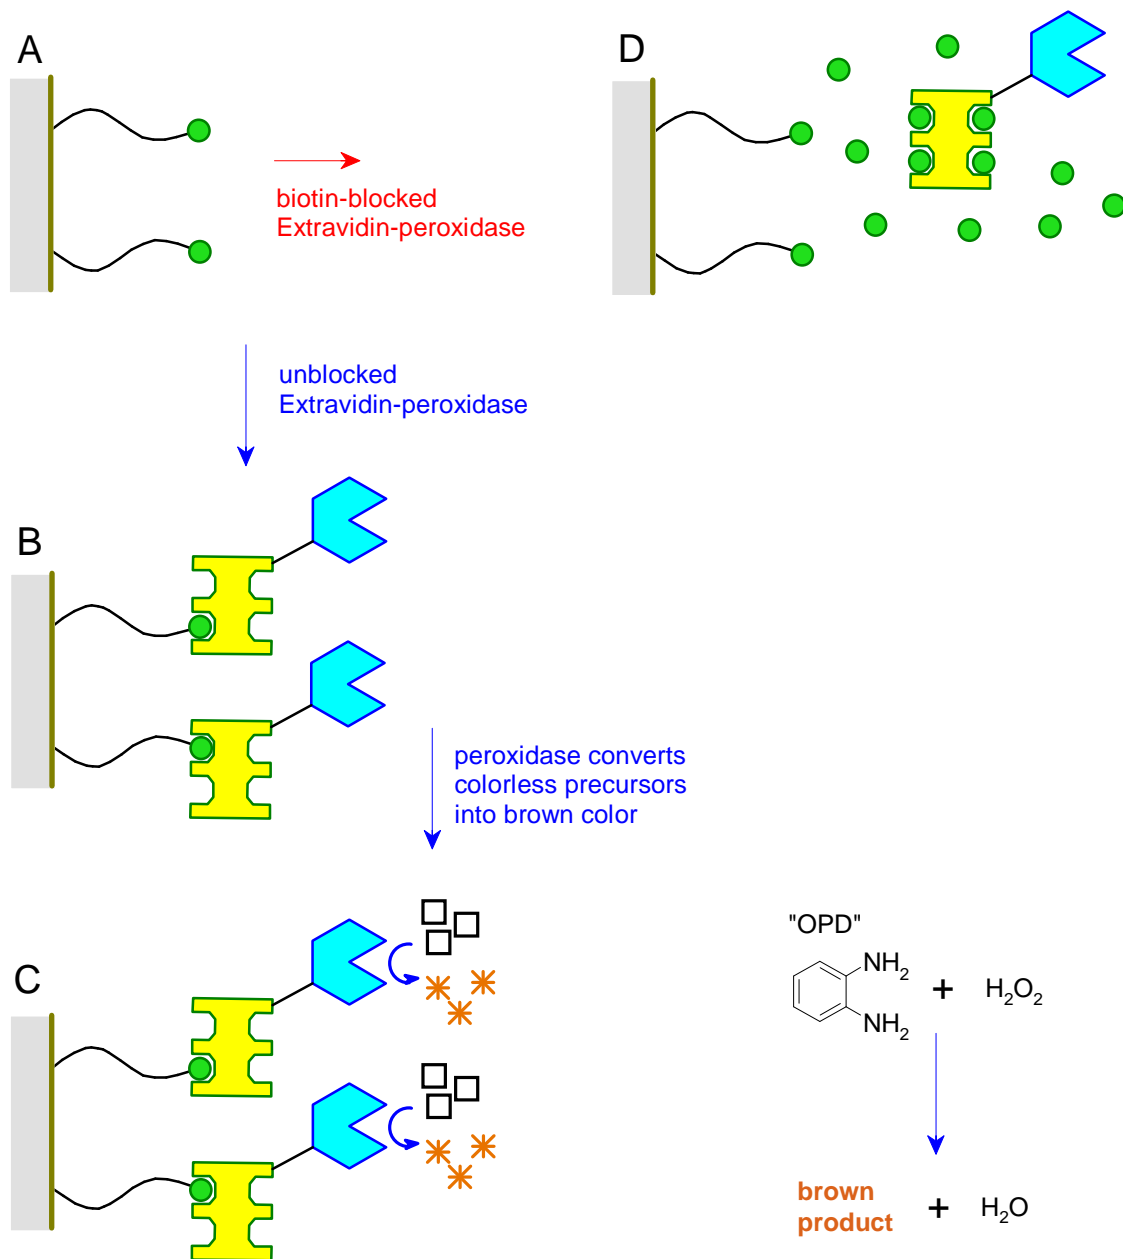 A
D
biotin-blocked
Extravidin-peroxidase
unblocked
Extravidin-peroxidase
B
peroxidase converts
colorless precursors
into brown color
C
"OPD"
NH₂
NH₂
+ H₂O₂
brown
product + H₂O